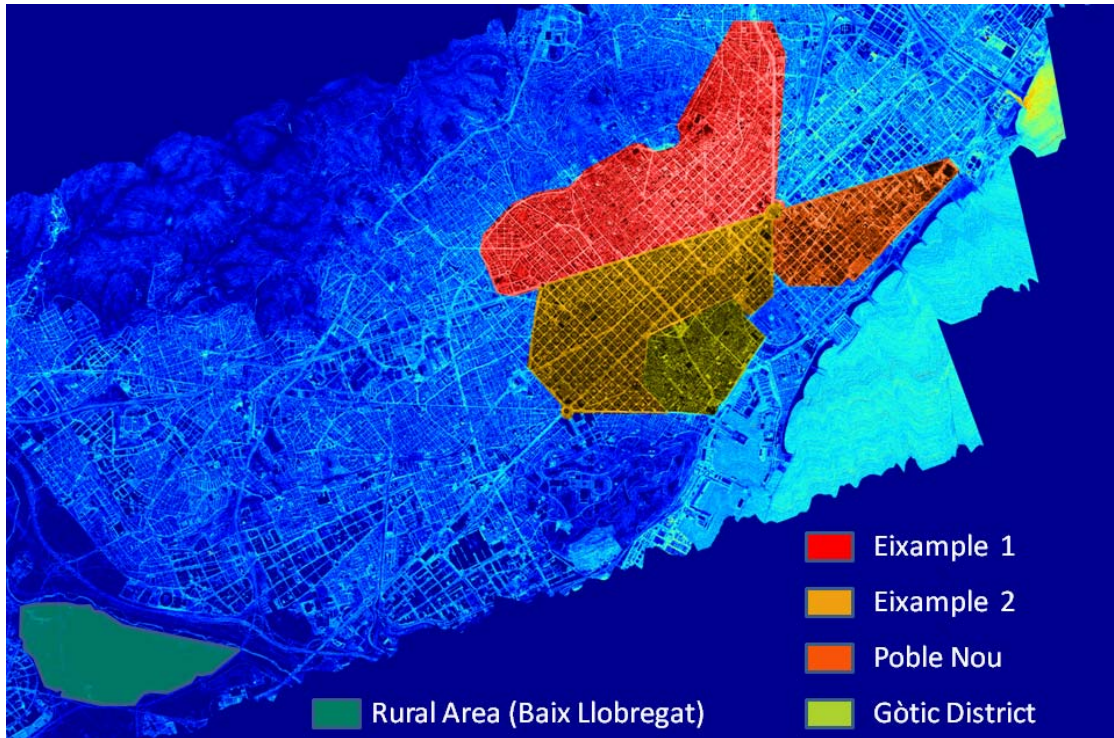 Eixample 1
Eixample 2
Poble Nou
Rural Area (Baix Llobregat)
Gòtic District